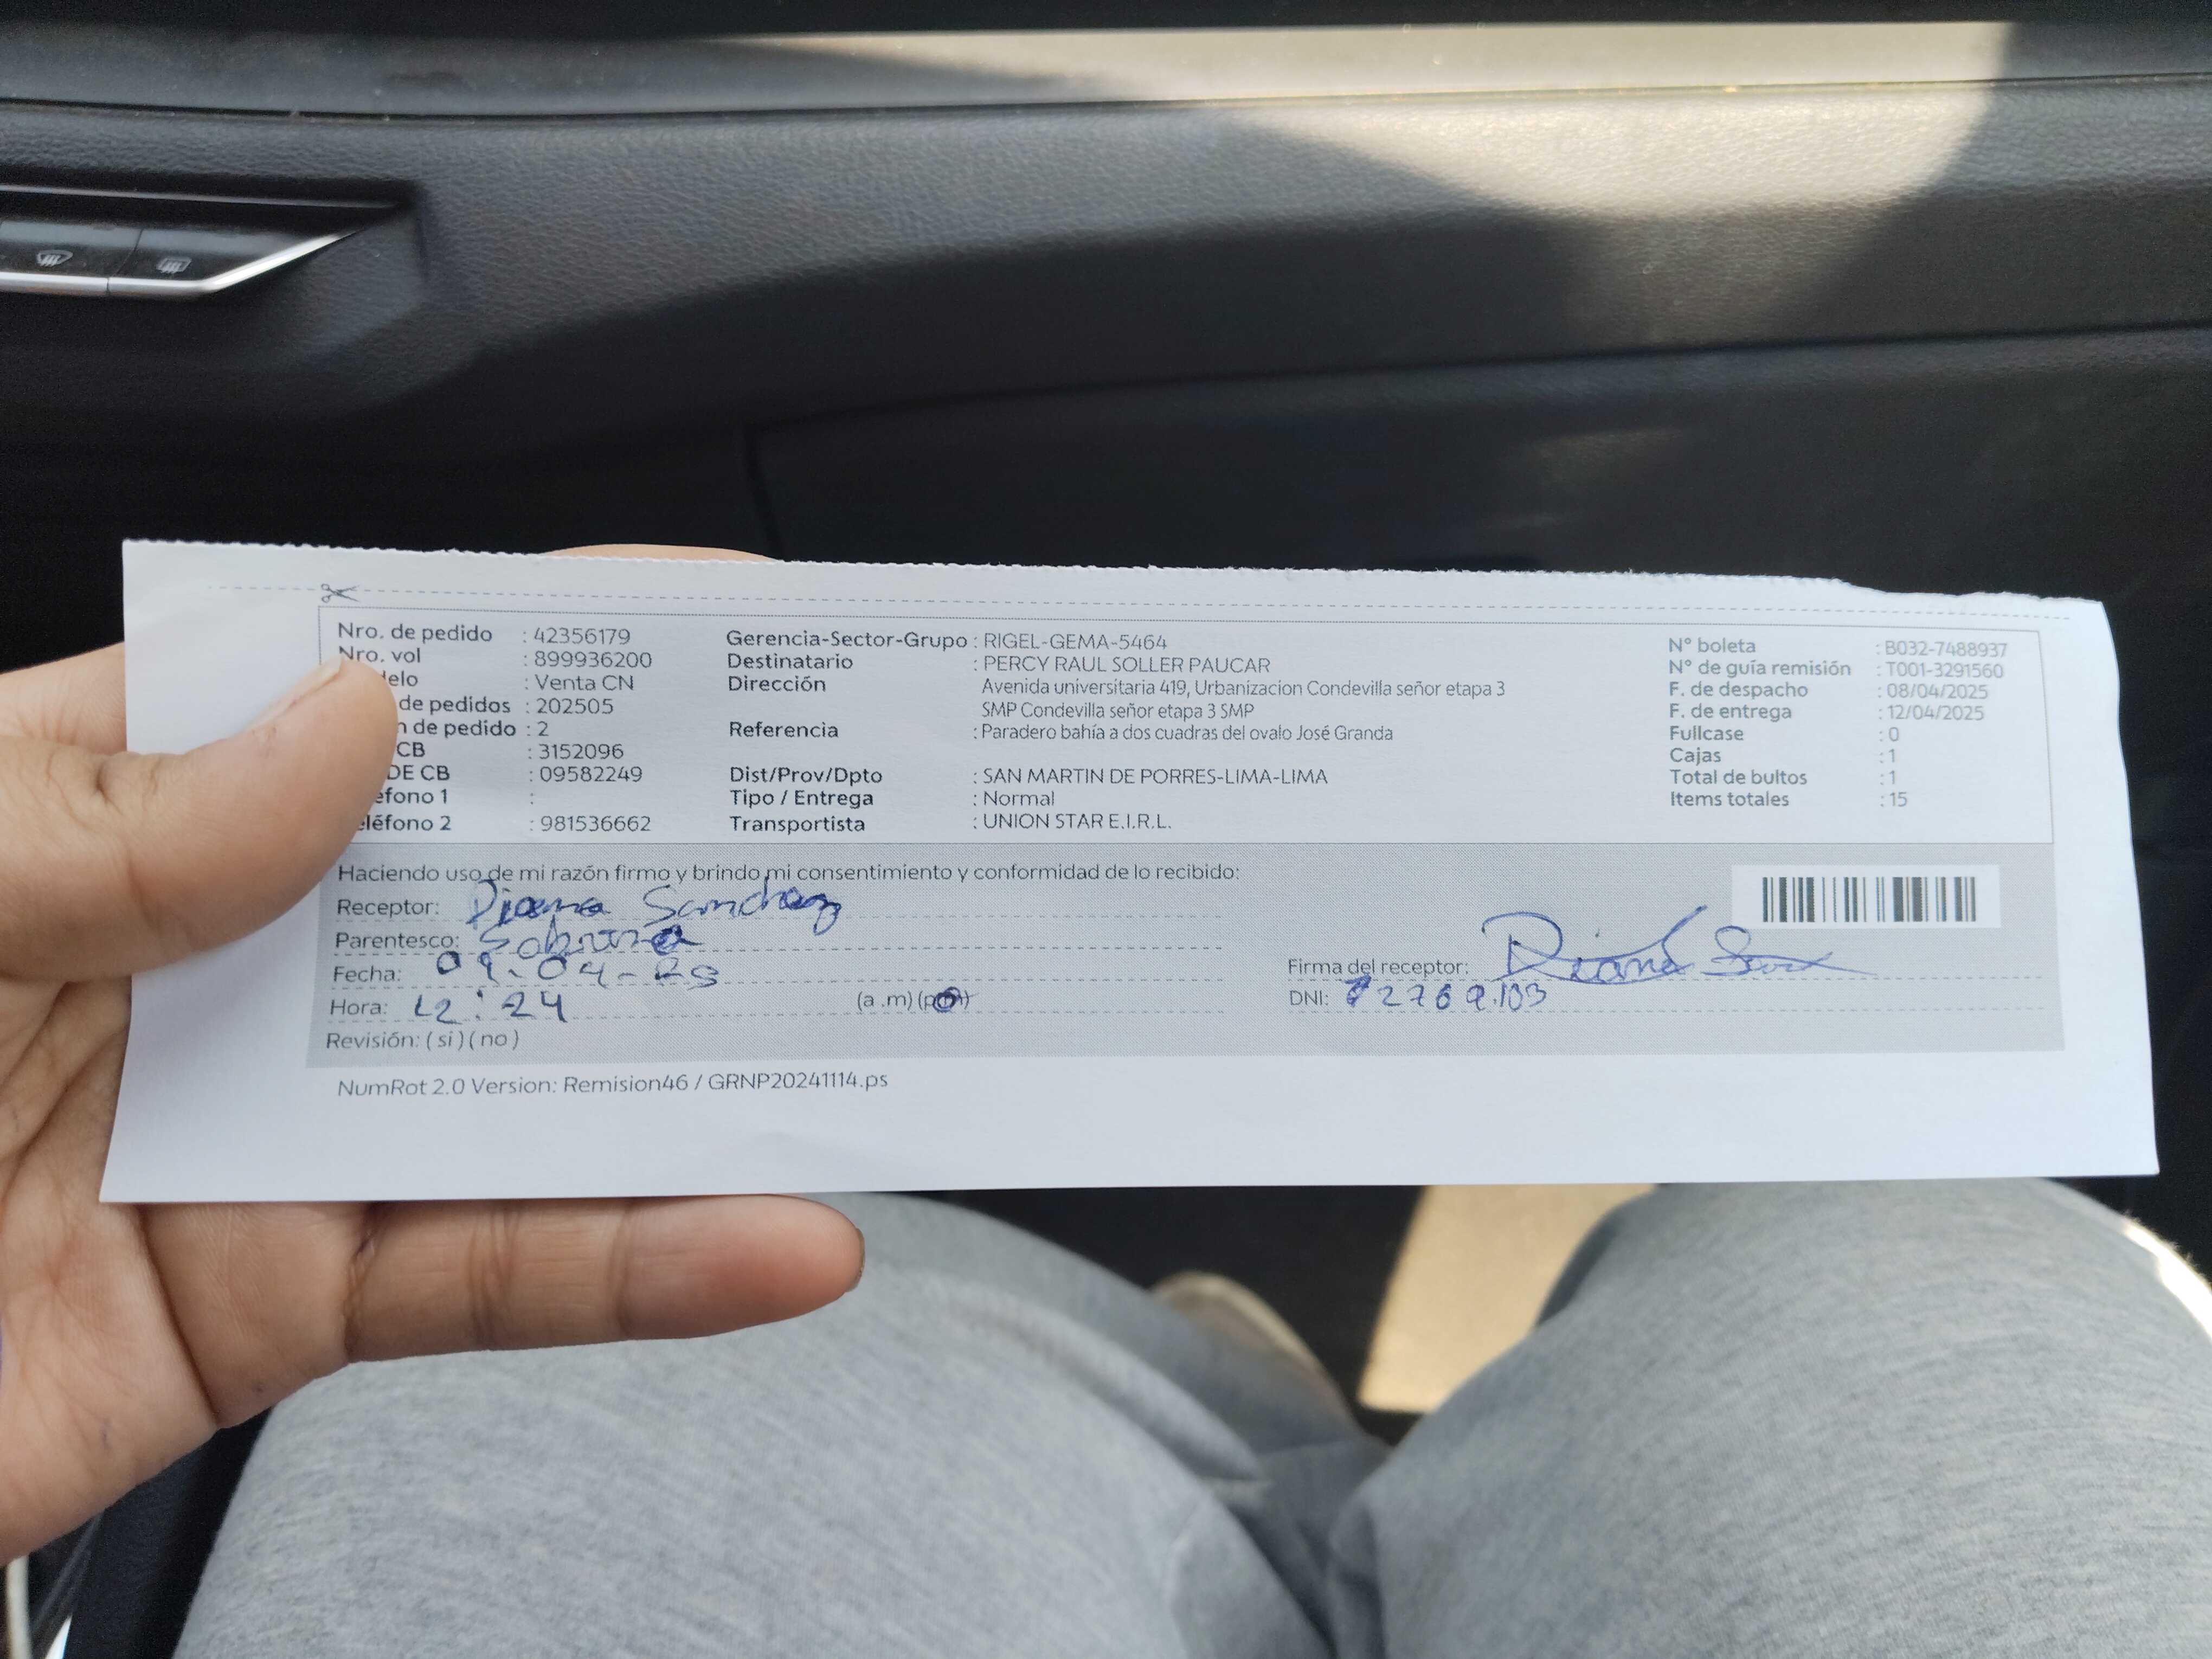 Nro. de pedido : 42356179
Nro. vol : 899936200
delo : Venta CN
de pedidos : 202505
n de pedido : 2
CB : 3152096
DE CB : 09582249
éfono 1 :
eléfono 2 : 981536662
Gerencia-Sector-Grupo : RIGEL-GEMA-5464
Destinatario : PERCY RAUL SOLLER PAUCAR
Dirección Avenida universitaria 419, Urbanizacion Condevilla señor etapa 3
SMP Condevilla señor etapa 3 SMP
Referencia : Paradero bahía a dos cuadras del ovalo José Granda
Dist/Prov/Dpto : SAN MARTIN DE PORRES-LIMA-LIMA
Tipo / Entrega : Normal
Transportista : UNION STAR E.I.R.L.
N° boleta : B032-7488937
N° de guía remisión : T001-3291560
F. de despacho : 08/04/2025
F. de entrega : 12/04/2025
Fullcase : 0
Cajas : 1
Total de bultos : 1
Items totales : 15
Haciendo uso de mi razón firmo y brindo mi consentimiento y conformidad de lo recibido:
Receptor: Diana Sanchez
Parentesco: Sobrina
Fecha: 09-04-25
Hora: 12:24 (a .m) (p.m)
Revisión: ( si ) ( no )
Firma del receptor: Diana
DNI: 72769103
NumRot 2.0 Version: Remision46 / GRNP20241114.ps